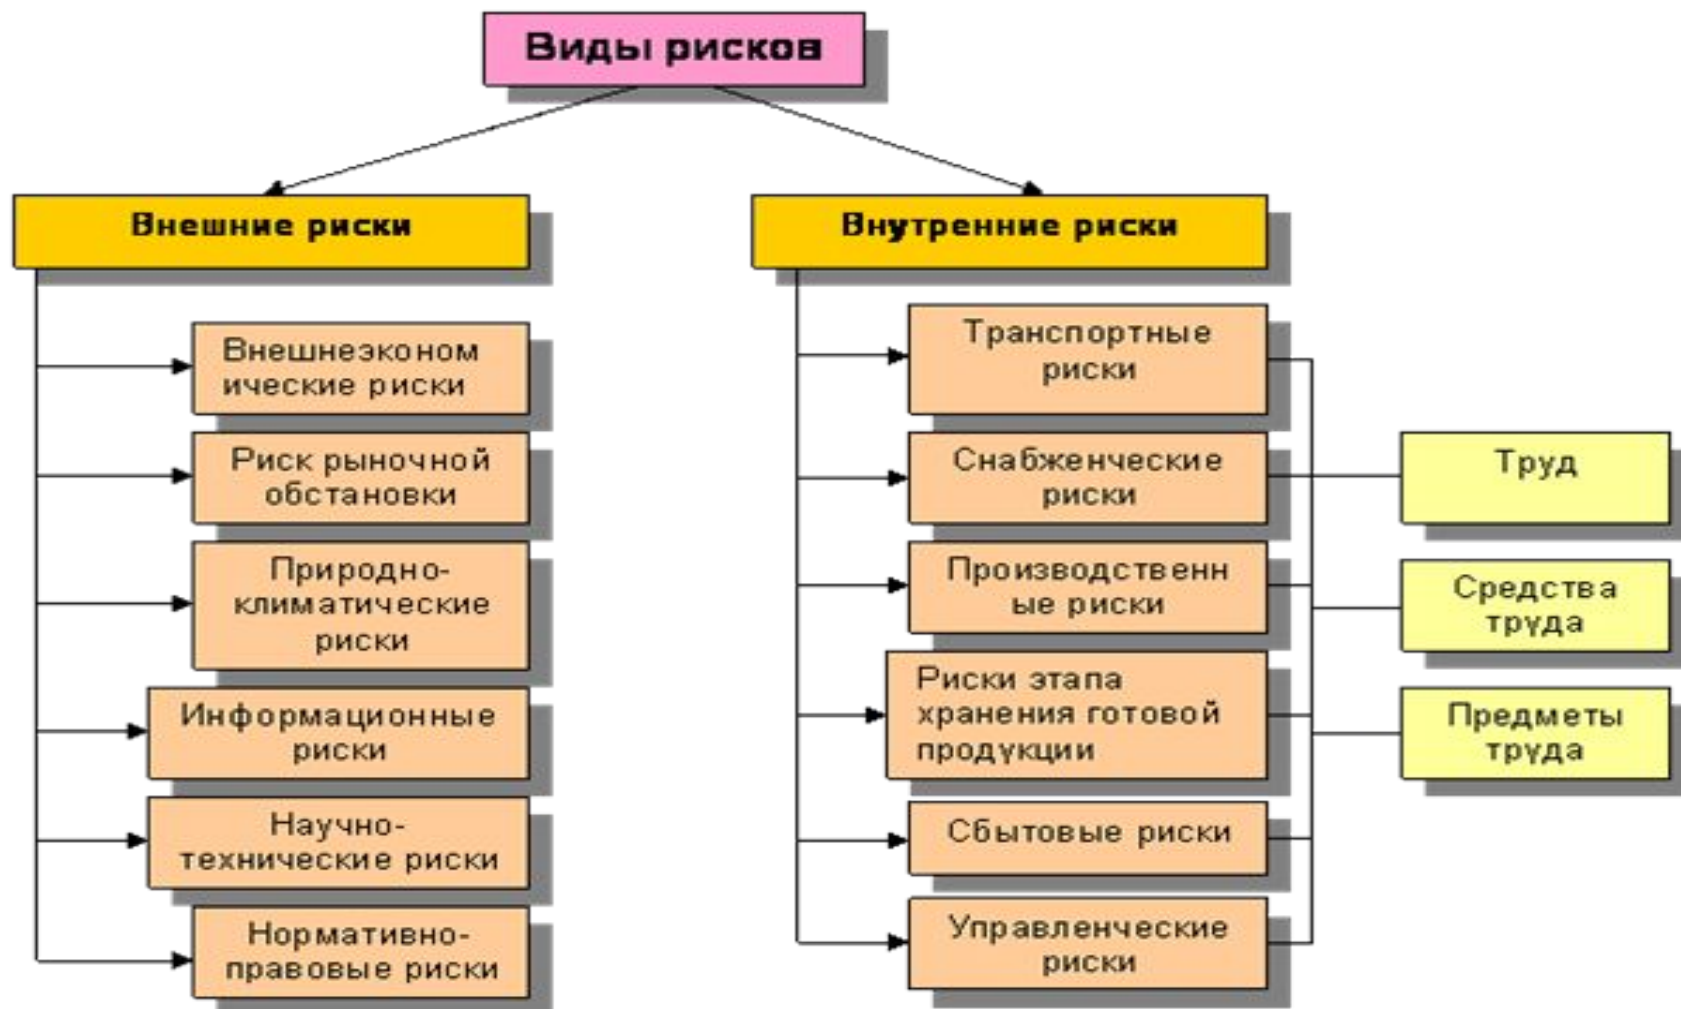 Виды рисков
Внешние риски
Внешнеэконом
ические риски
Риск рыночной
обстановки
Природно-
климатические
риски
Информационные
риски
Научно-
технические риски
Нормативно-
правовые риски
Внутренние риски
Транспортные
риски
Снабженческие
риски
Производственн
ые риски
Риски этапа
хранения готовой
продукции
Сбытовые риски
Управленческие
риски
Труд
Средства
труда
Предметы
труда